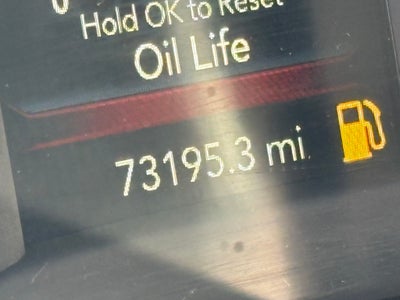 Hold OK to Reset
Oil Life
73195.3 mi